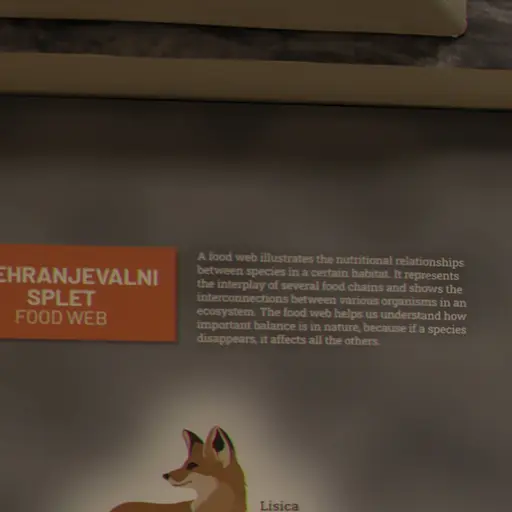 EHRANJEVALNI
SPLET
FOOD WEB
A food web illustrates the nutritional relationships
between species in a certain habitat. It represents
the interplay of several food chains and shows the
interconnections between various organisms in an
ecosystem. The food web helps us understand how
important balance is in nature, because if a species
disappears, it affects all the others.
Lisica